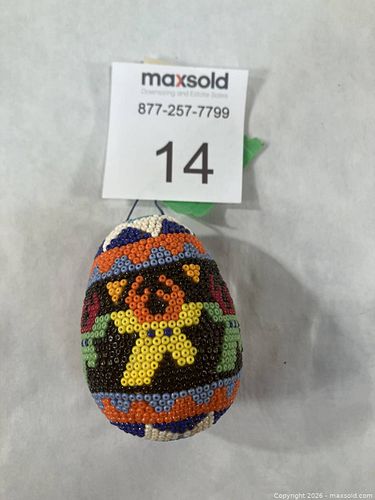 maxsold
Downsizing and Estate Sales
877-257-7799
14
Copyright 2026 - maxsold.com